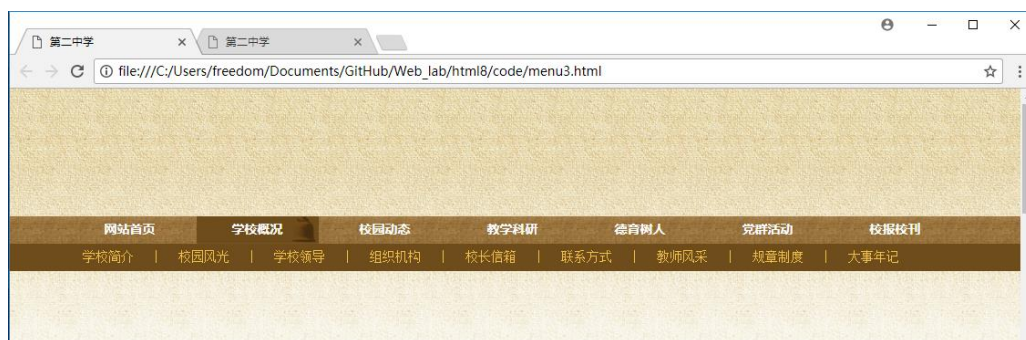 第二中学 第二中学
file:///C:/Users/freedom/Documents/GitHub/Web_lab/html8/code/menu3.html
网站首页 学校概况 校园动态 教学科研 德育树人 党群活动 校报校刊
学校简介 | 校园风光 | 学校领导 | 组织机构 | 校长信箱 | 联系方式 | 教师风采 | 规章制度 | 大事年记